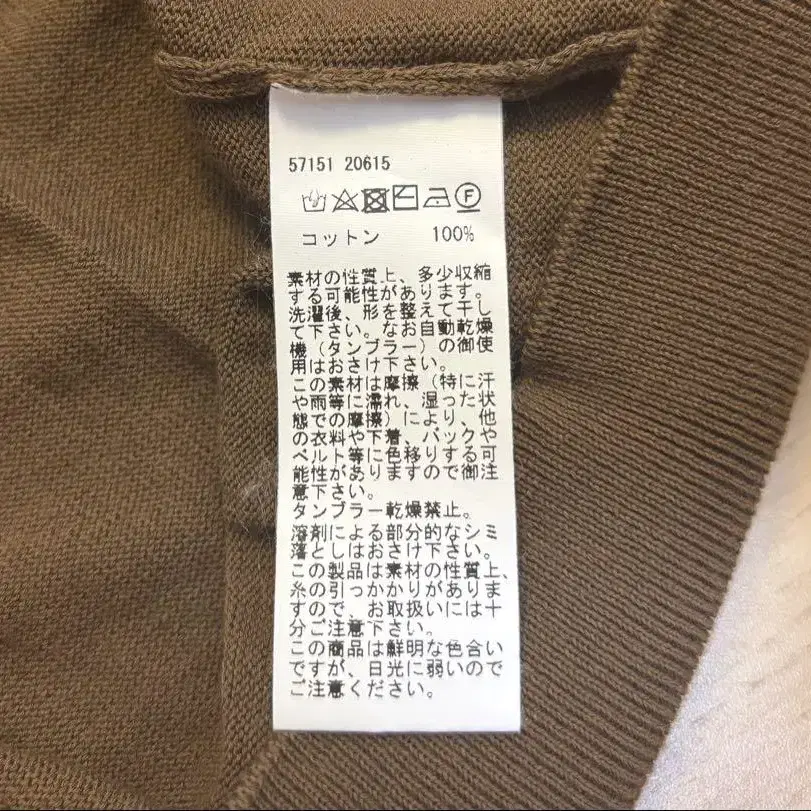 57151 20615
F
コットン 100%
素材の性質上、多少収縮
する可能性があります。
洗濯後、形を整えて干し
て下さい。なお自動乾燥
機(タンブラー)の御使
用はおさけ下さい。
この素材は摩擦(特に汗
や雨等に濡れ、湿った状
態での摩擦)により、他
の衣料や下着、バックや
ベルト等に色移りする可
能性がありますので御注
意下さい。
タンブラー乾燥禁止。
溶剤による部分的なシミ
落としはおさけ下さい。
この製品は素材の性質上、
糸の引っかかりがありま
すので、お取扱いには十
分ご注意下さい。
この商品は鮮明な色合い
ですが、日光に弱いので
ご注意ください。